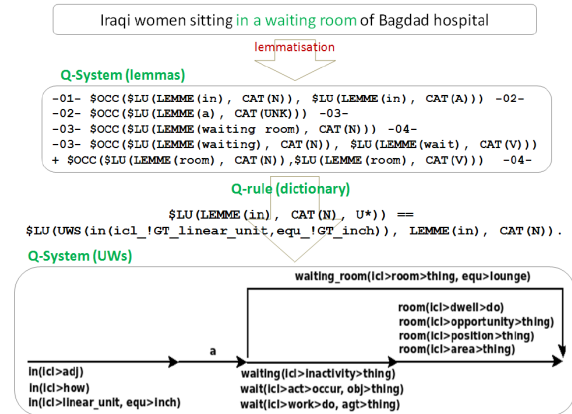 Iraqi women sitting in a waiting room of Bagdad hospital
lemmatisation
Q-System (lemmas)
-01- $OCC($LU(LEMME(in), CAT(N)), $LU(LEMME(in), CAT(A))) -02-
-02- $OCC($LU(LEMME(a), CAT(UNK))) -03-
-03- $OCC($LU(LEMME(waiting room), CAT(N))) -04-
-03- $OCC($LU(LEMME(waiting), CAT(N)), $LU(LEMME(wait), CAT(V)))
+ $OCC($LU(LEMME(room), CAT(N)),$LU(LEMME(room), CAT(V)) -04-
Q-rule (dictionary)
$LU(LEMME(in), CAT(N), U*)) ==
$LU(UWS(in(icl_!GT_linear_unit,equ_!GT_inch)), LEMME(in), CAT(N)).
Q-System (UWs)
waiting_room(icl>room>thing, equ>lounge)
room(icl>dwell>do)
room(icl>opportunity>thing)
room(icl>position>thing)
room(icl>area>thing)
a
in(icl>adj)
in(icl>how)
in(icl>linear_unit, equ>inch)
waiting(icl>inactivity>thing)
wait(icl>act>occur, obj>thing)
wait(icl>work>do, agt>thing)